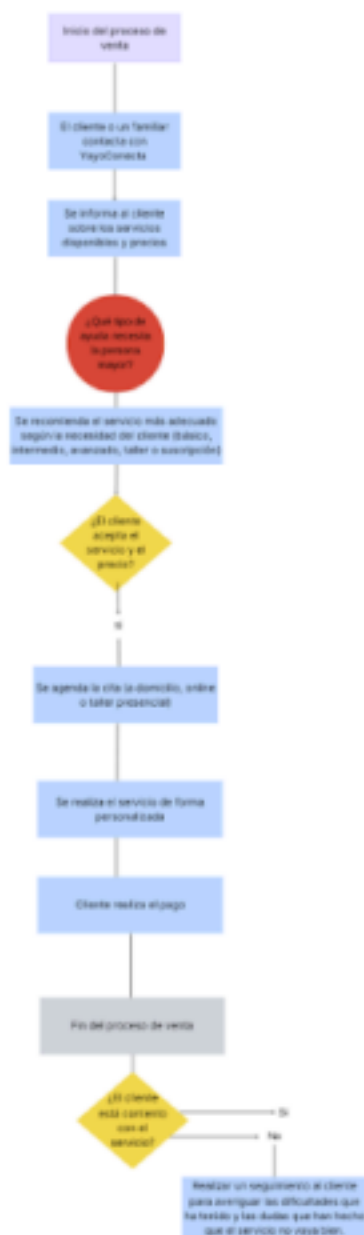 Inicio del proceso de
venta
El cliente o un familiar
contacta con
YayoConecta
Se informa al cliente
sobre los servicios
disponibles y precios.
¿Qué tipo de
ayuda necesita
la persona
mayor?
Se recomienda el servicio más adecuado
según la necesidad del cliente (básico,
intermedio, avanzado, taller o suscripción)
¿El cliente
acepta el
servicio y el
precio?
sí
Se agenda la cita (a domicilio, online
o taller presencial)
Se realiza el servicio de forma
personalizada
Cliente realiza el pago
Fin del proceso de venta
¿El cliente
está contento
con el
servicio?
Si
No
Realizar un seguimiento al cliente
para averiguar las dificultades que
ha tenido y las dudas que han hecho
que el servicio no vaya bien.